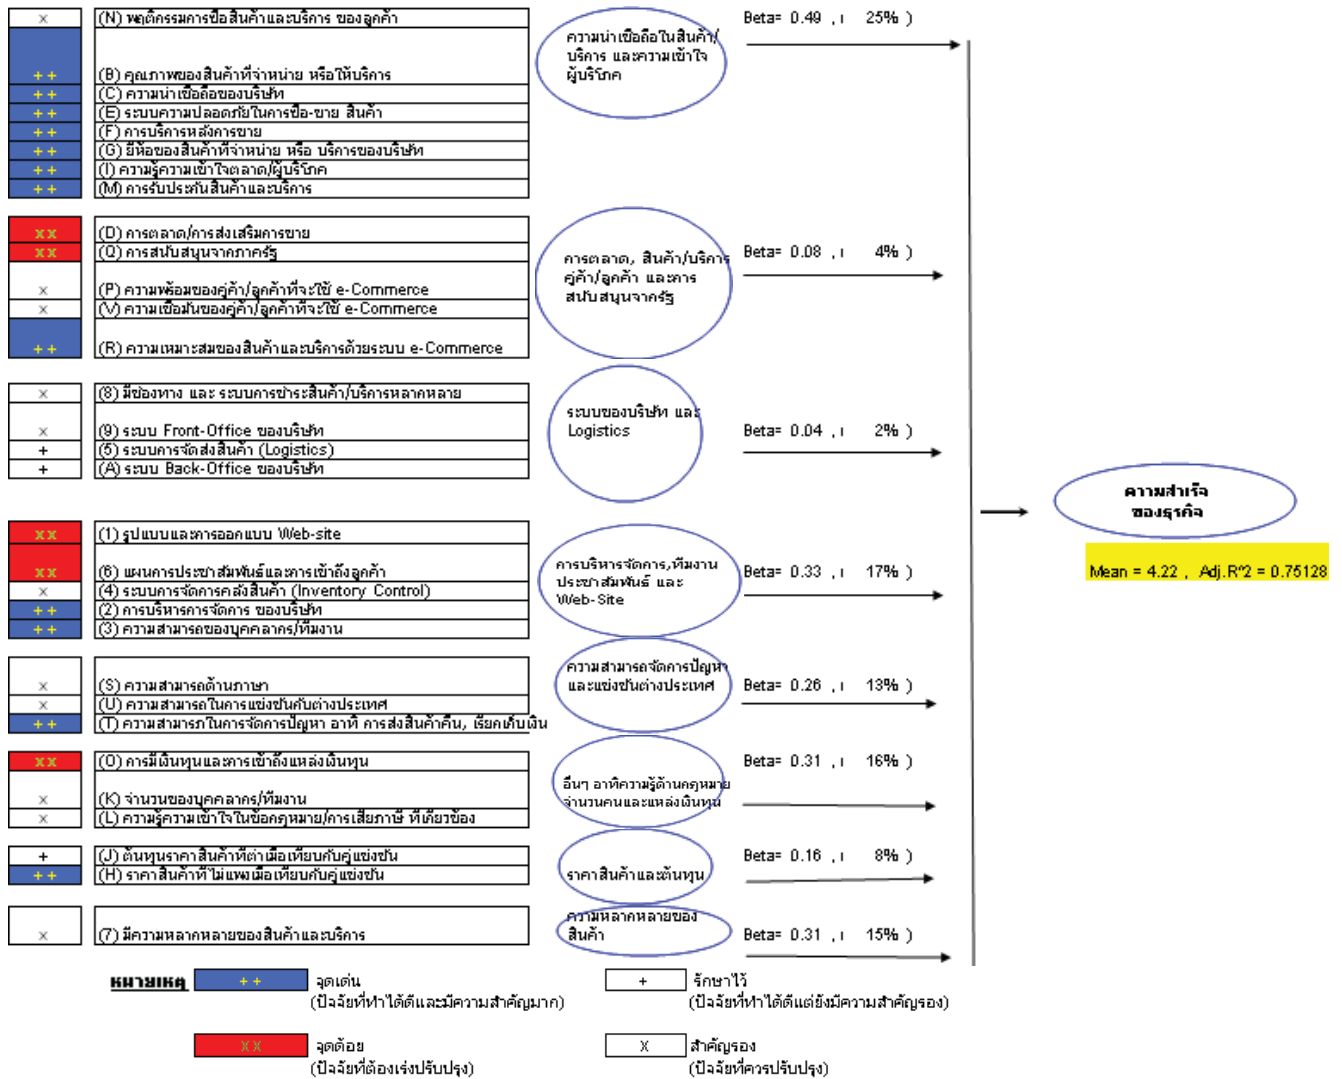 x (N) พฤติกรรมการซื้อสินค้าและบริการ ของลูกค้า
++ (B) คุณภาพของสินค้าที่จำหน่าย หรือให้บริการ
++ (C) ความน่าเชื่อถือของบริษัท
++ (E) ระบบความปลอดภัยในการซื้อ-ขาย สินค้า
++ (F) การบริการหลังการขาย
++ (G) ยี่ห้อของสินค้าที่จำหน่าย หรือ บริการของบริษัท
++ (I) ความรู้ความเข้าใจตลาด/ผู้บริโภค
++ (M) การรับประกันสินค้าและบริการ
ความน่าเชื่อถือในสินค้า/
บริการ และความเข้าใจ
ผู้บริโภค
Beta= 0.49 , ı 25% )
xx (D) การตลาด/การส่งเสริมการขาย
xx (Q) การสนับสนุนจากภาครัฐ
x (P) ความพร้อมของคู่ค้า/ลูกค้าที่จะใช้ e-Commerce
x (V) ความเชื่อมั่นของคู่ค้า/ลูกค้าที่จะใช้ e-Commerce
++ (R) ความเหมาะสมของสินค้าและบริการด้วยระบบ e-Commerce
การตลาด, สินค้า/บริการ
คู่ค้า/ลูกค้า และการ
สนับสนุนจากรัฐ
Beta= 0.08 , ı 4% )
x (8) มีช่องทาง และ ระบบการชำระสินค้า/บริการหลากหลาย
x (9) ระบบ Front-Office ของบริษัท
+ (5) ระบบการจัดส่งสินค้า (Logistics)
+ (A) ระบบ Back-Office ของบริษัท
ระบบของบริษัท และ
Logistics
Beta= 0.04 , ı 2% )
xx (1) รูปแบบและการออกแบบ Web-site
xx (6) แผนการประชาสัมพันธ์และการเข้าถึงลูกค้า
x (4) ระบบการจัดการคลังสินค้า (Inventory Control)
++ (2) การบริหารการจัดการ ของบริษัท
++ (3) ความสามารถของบุคคลากร/ทีมงาน
การบริหารจัดการ,ทีมงาน
ประชาสัมพันธ์ และ
Web-Site
Beta= 0.33 , ı 17% )
x (S) ความสามารถด้านภาษา
x (U) ความสามารถในการแข่งขันกับต่างประเทศ
++ (T) ความสามารถในการจัดการปัญหา อาทิ การส่งสินค้าคืน, เรียกเก็บเงิน
ความสามารถจัดการปัญหา
และแข่งขันต่างประเทศ
Beta= 0.26 , ı 13% )
xx (O) การมีเงินทุนและการเข้าถึงแหล่งเงินทุน
x (K) จำนวนของบุคคลากร/ทีมงาน
x (L) ความรู้ความเข้าใจในข้อกฎหมาย/การเสียภาษี ที่เกี่ยวข้อง
อื่นๆ อาทิความรู้ด้านกฎหมาย
จำนวนคนและแหล่งเงินทุน
Beta= 0.31 , ı 16% )
+ (J) ต้นทุนราคาสินค้าที่ต่ำเมื่อเทียบกับคู่แข่งขัน
++ (H) ราคาสินค้าที่ไม่แพงเมื่อเทียบกับคู่แข่งขัน
ราคาสินค้าและต้นทุน
Beta= 0.16 , ı 8% )
x (7) มีความหลากหลายของสินค้าและบริการ
ความหลากหลายของ
สินค้า
Beta= 0.31 , ı 15% )
ความสำเร็จ
ของธุรกิจ
Mean = 4.22 , Adj.R^2 = 0.75128
หมายเหตุ ++ จุดเด่น
(ปัจจัยที่ทำได้ดีและมีความสำคัญมาก)
+ รักษาไว้
(ปัจจัยที่ทำได้ดีแต่ยังมีความสำคัญรอง)
XX จุดด้อย
(ปัจจัยที่ต้องเร่งปรับปรุง)
X สำคัญรอง
(ปัจจัยที่ควรปรับปรุง)